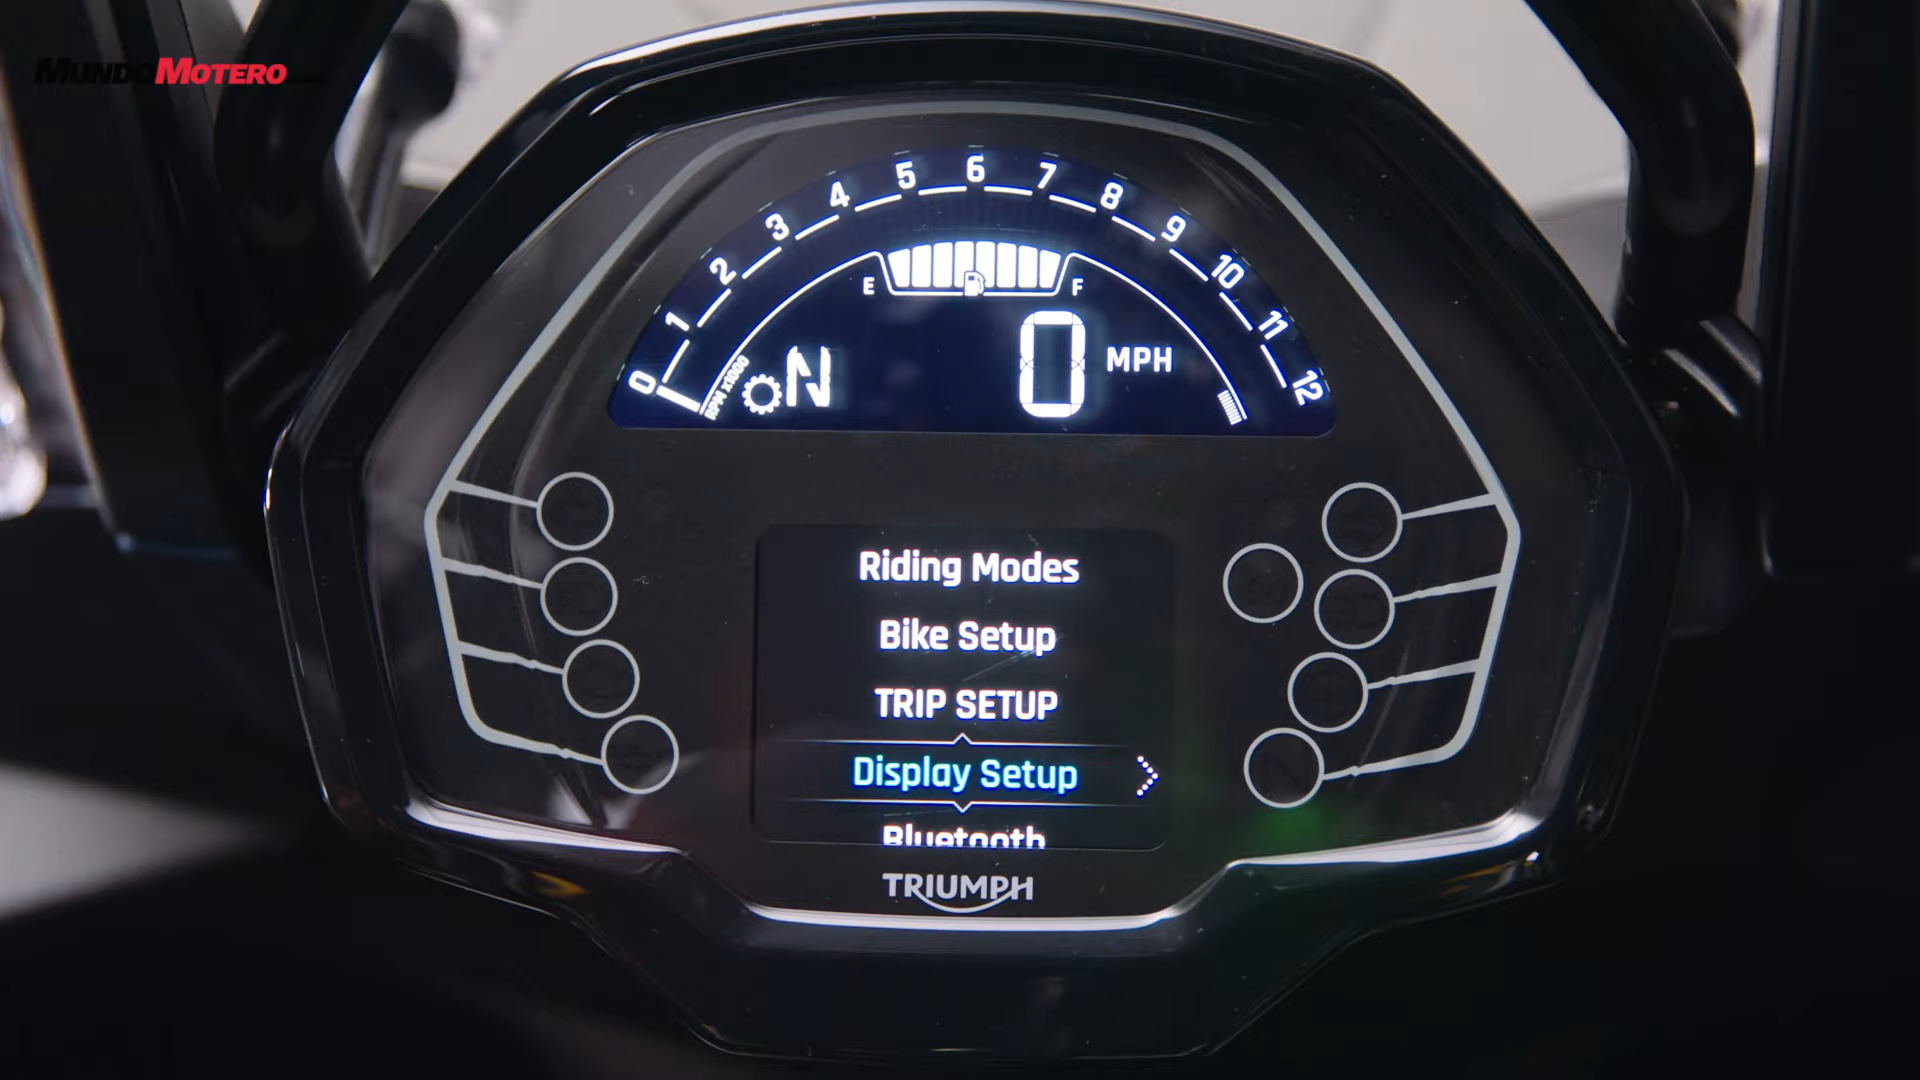 MUNDOMOTERO
0 1 2 3 4 5 6 7 8 9 10 11 12
RPM x1000
E F
N 0 MPH
Riding Modes
Bike Setup
TRIP SETUP
Display Setup
Bluetooth
TRIUMPH